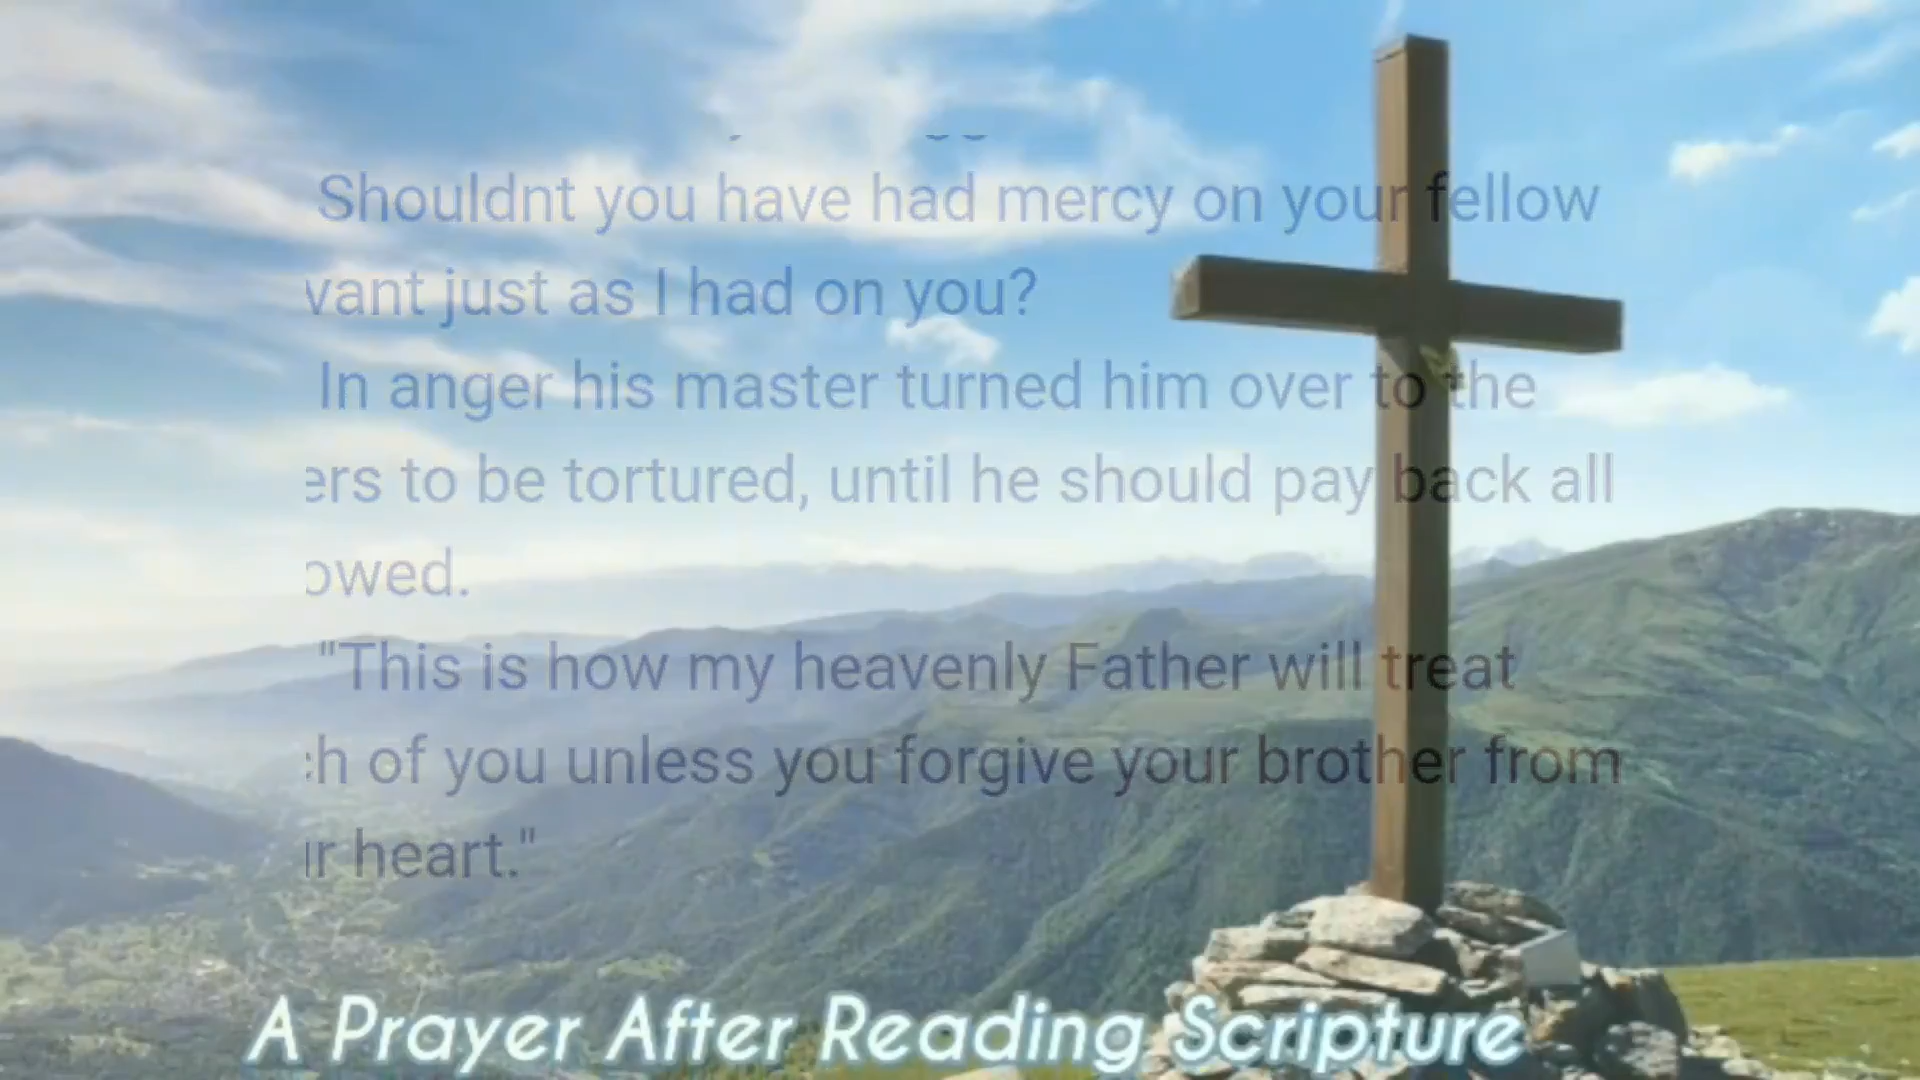 Shouldnt you have had mercy on your fellow
vant just as I had on you?
In anger his master turned him over to the
ers to be tortured, until he should pay back all
owed.
"This is how my heavenly Father will treat
h of you unless you forgive your brother from
r heart."
A Prayer After Reading Scripture